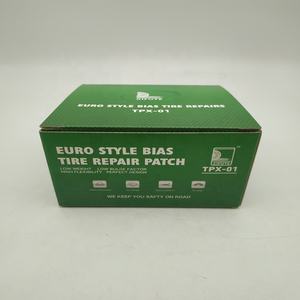 EURO STYLE BIAS TIRE REPAIRS
TPX-01
EURO STYLE BIAS
TIRE REPAIR PATCH
LOW WEIGHT LOW BULGE FACTOR
HIGH FLEXIBILITY PERFECT DESIGN
TPX-01
WE KEEP YOU SAFTY ON ROAD